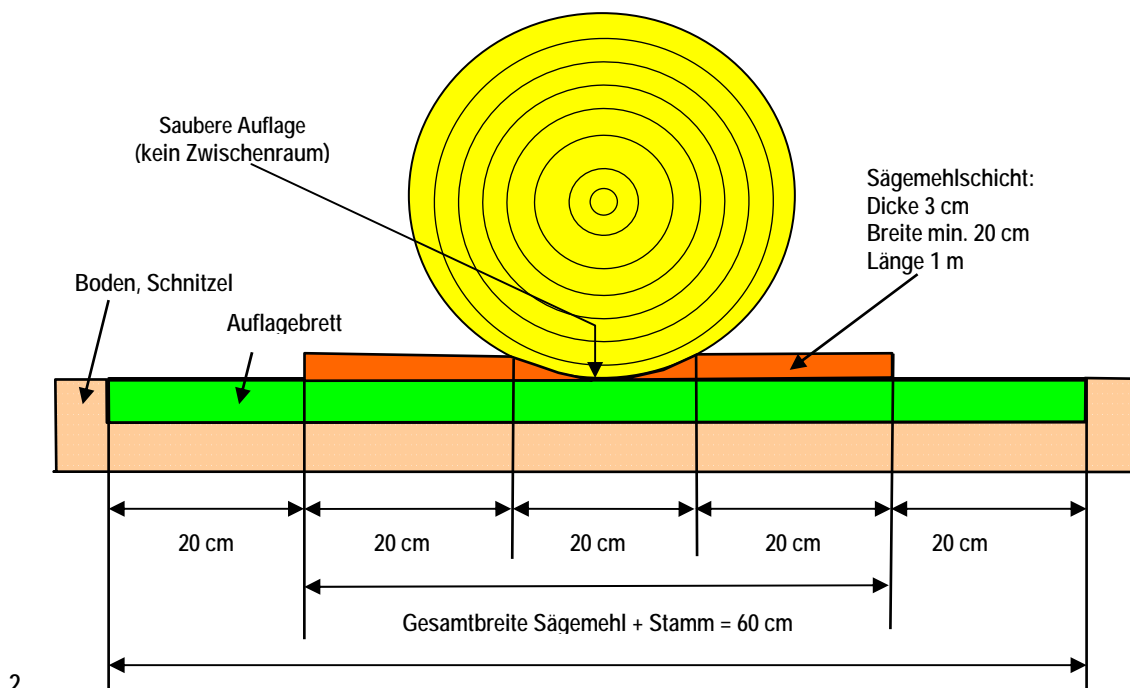 Saubere Auflage
(kein Zwischenraum)
Sägemehlschicht:
Dicke 3 cm
Breite min. 20 cm
Länge 1 m
Boden, Schnitzel
Auflagebrett
20 cm
20 cm
20 cm
20 cm
20 cm
Gesamtbreite Sägemehl + Stamm = 60 cm
2